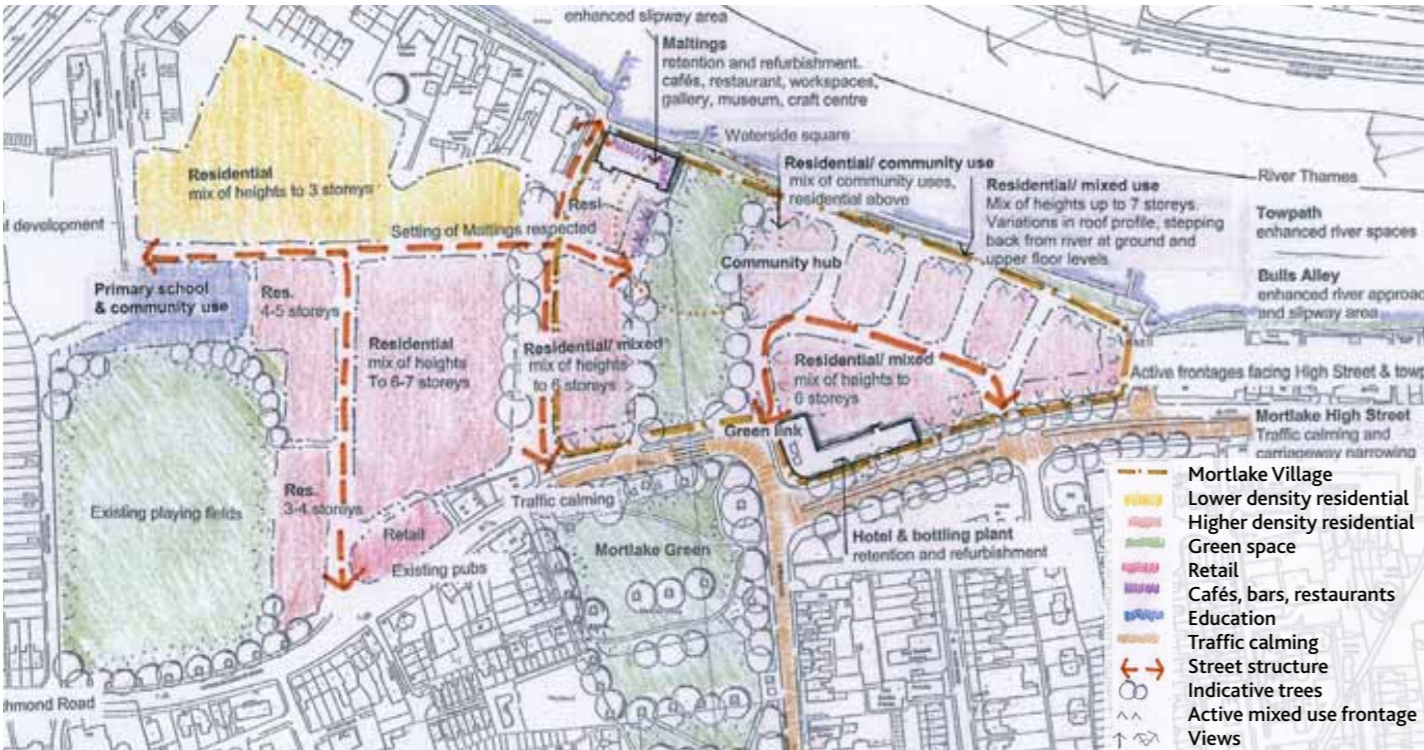 enhanced slipway area
Maltings
retention and refurbishment.
cafés, restaurant, workspaces,
gallery, museum, craft centre
Waterside square
Residential/ community use
mix of community uses,
residential above
Residential/ mixed use
Mix of heights up to 7 storeys.
Variations in roof profile, stepping
back from river at ground and
upper floor levels
River Thames
Towpath
enhanced river spaces
Bulls Alley
enhanced river approac
and slipway area
Residential
mix of heights to 3 storeys
l development
Resl
Setting of Maltings respected
Community hub
Primary school
& community use
Res.
4-5 storeys
Residential
mix of heights
To 6-7 storeys
Residential/ mixed
mix of heights
to 6 storeys
Residential/ mixed
mix of heights to
6 storeys
Active frontages facing High Street & towp
Mortlake High Street
Traffic calming and
carriageway narrowing
Green link
Res.
3-4 storeys
Existing playing fields
Traffic calming
Retail
Existing pubs
Mortlake Green
Hotel & bottling plant
retention and refurbishment
hmond Road
Mortlake Village
Lower density residential
Higher density residential
Green space
Retail
Cafés, bars, restaurants
Education
Traffic calming
Street structure
Indicative trees
Active mixed use frontage
Views